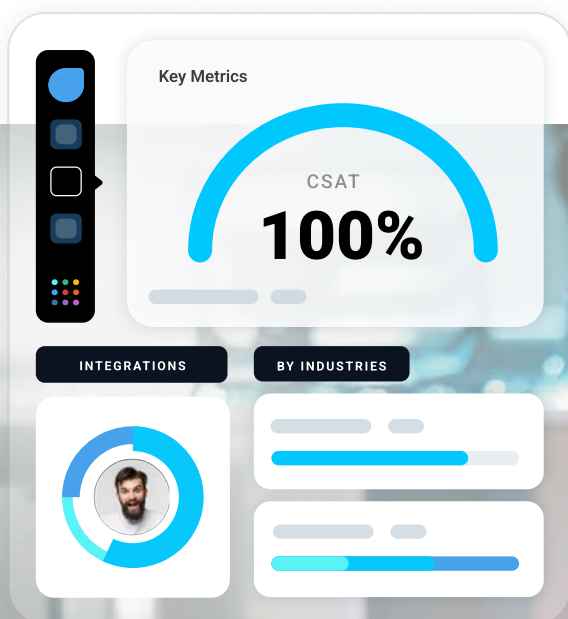 Key Metrics
CSAT
100%
INTEGRATIONS
BY INDUSTRIES